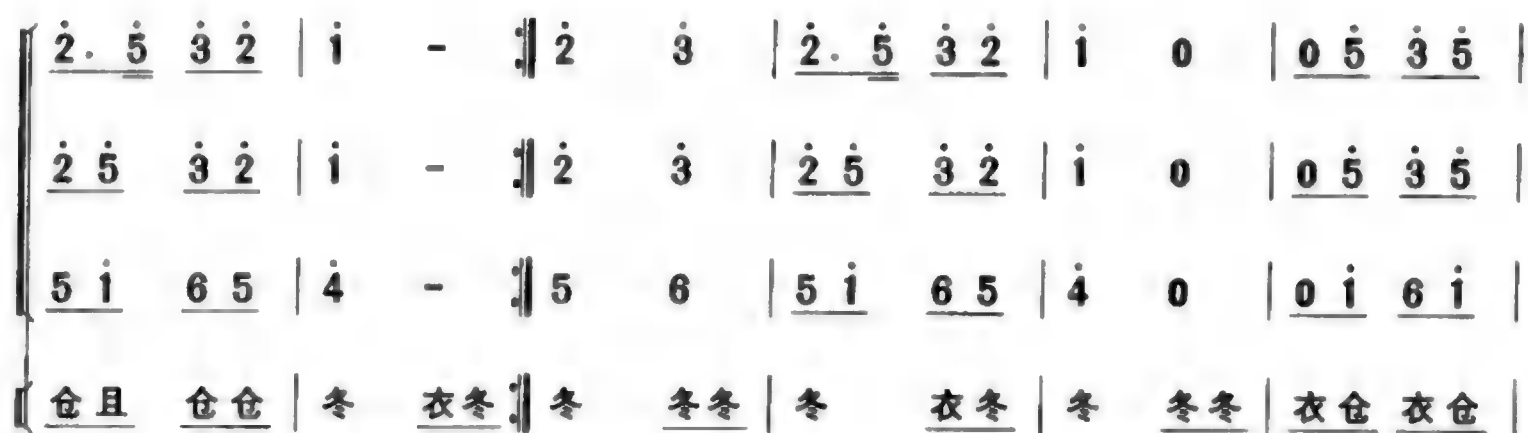 2̇. 5̇ 3̇ 2̇ | 1̇ - :‖ 2̇ 3̇ | 2̇. 5̇ 3̇ 2̇ | 1̇ 0 | 0 5̇ 3̇ 5̇ |
2̇ 5̇ 3̇ 2̇ | 1̇ - :‖ 2̇ 3̇ | 2̇ 5̇ 3̇ 2̇ | 1̇ 0 | 0 5̇ 3̇ 5̇ |
5 1̇ 6 5 | 4̇ - :‖ 5 6 | 5 1̇ 6 5 | 4̇ 0 | 0 1̇ 6 1̇ |
仓且 仓仓 | 冬 衣冬 :‖ 冬 冬冬 | 冬 衣冬 | 冬 冬冬 | 衣仓 衣仓 |